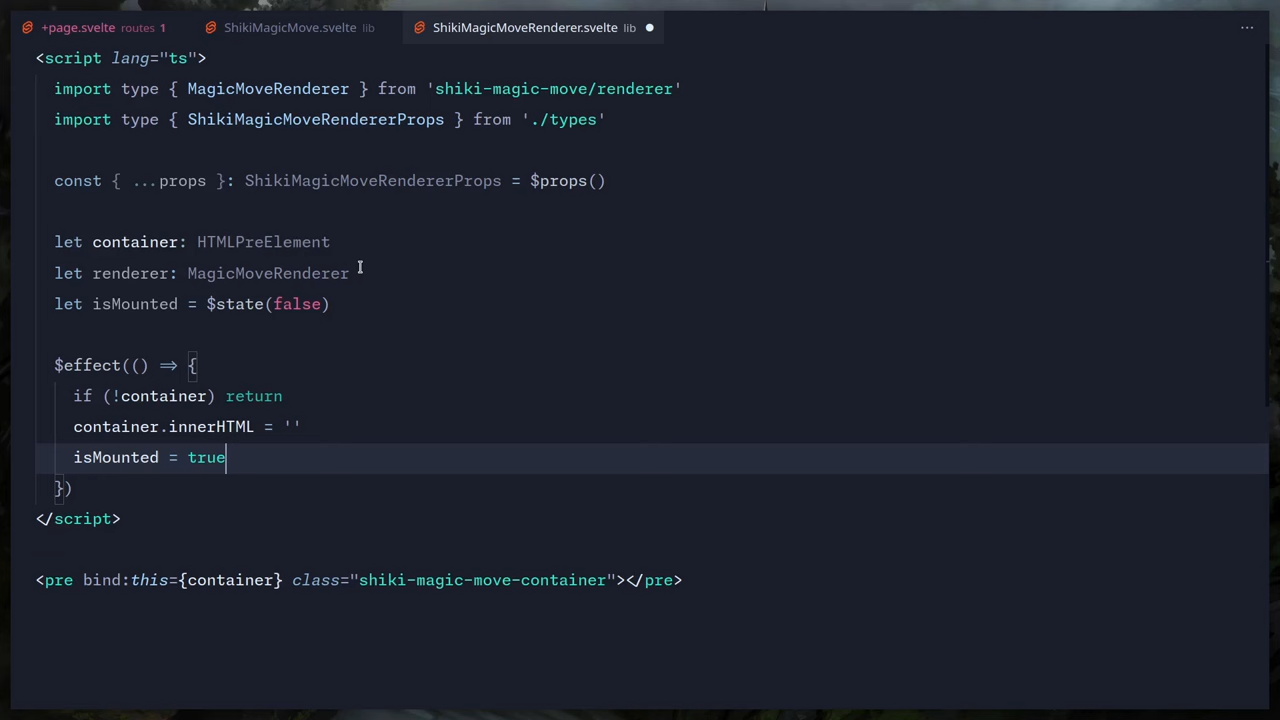 +page.svelte routes 1 ShikiMagicMove.svelte lib ShikiMagicMoveRenderer.svelte lib
<script lang="ts">
import type { MagicMoveRenderer } from 'shiki-magic-move/renderer'
import type { ShikiMagicMoveRendererProps } from './types'
const { ...props }: ShikiMagicMoveRendererProps = $props()
let container: HTMLPreElement
let renderer: MagicMoveRenderer
let isMounted = $state(false)
$effect(() => {
if (!container) return
container.innerHTML = ''
isMounted = true
})
</script>
<pre bind:this={container} class="shiki-magic-move-container"></pre>